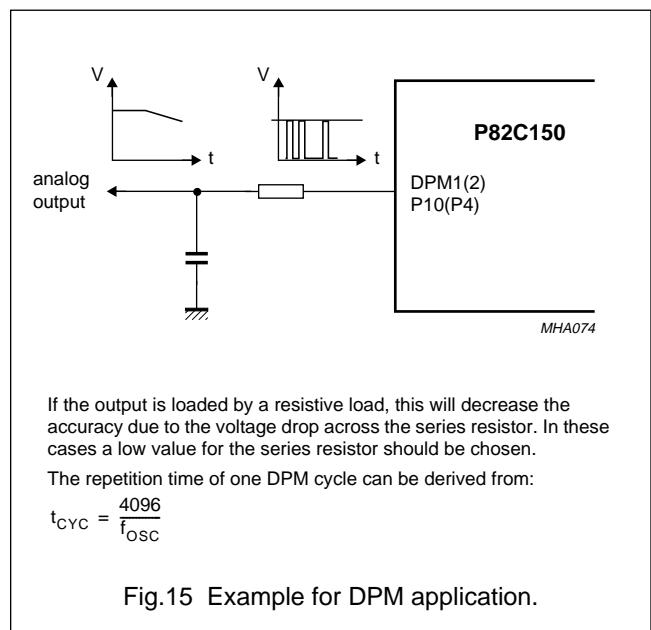 V
V
t
t
P82C150
analog
output
DPM1(2)
P10(P4)
MHA074
If the output is loaded by a resistive load, this will decrease the
accuracy due to the voltage drop across the series resistor. In these
cases a low value for the series resistor should be chosen.
The repetition time of one DPM cycle can be derived from:
tCYC = 4096 / fOSC
Fig.15 Example for DPM application.